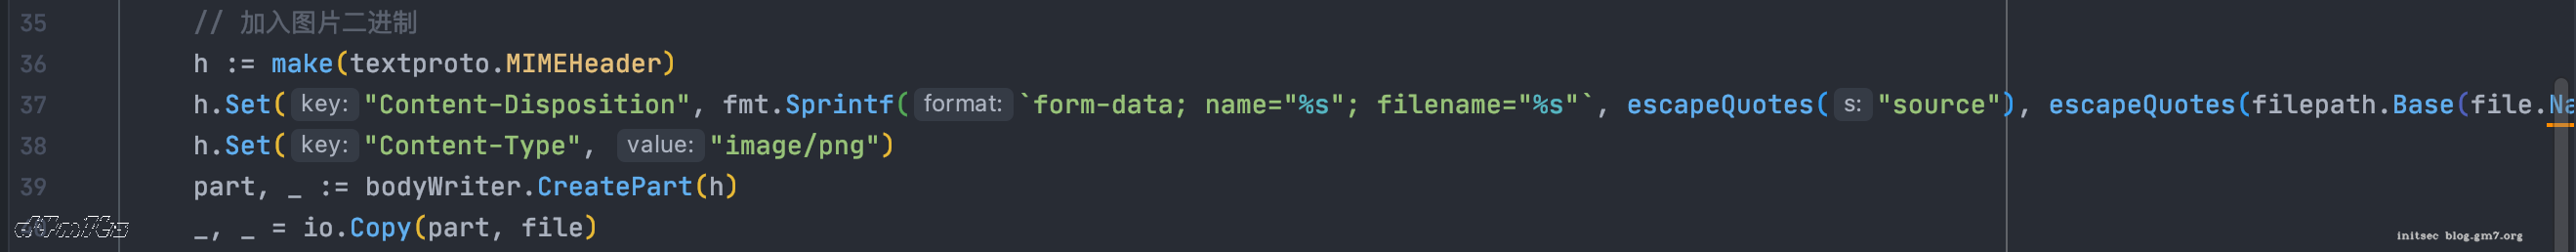 35 // 加入图片二进制
36 h := make(textproto.MIMEHeader)
37 h.Set( key: "Content-Disposition", fmt.Sprintf( format: `form-data; name="%s"; filename="%s"`, escapeQuotes( s: "source"), escapeQuotes(filepath.Base(file.Na
38 h.Set( key: "Content-Type", value: "image/png")
39 part, _ := bodyWriter.CreatePart(h)
_, _ = io.Copy(part, file)
initsec blog.gm7.org